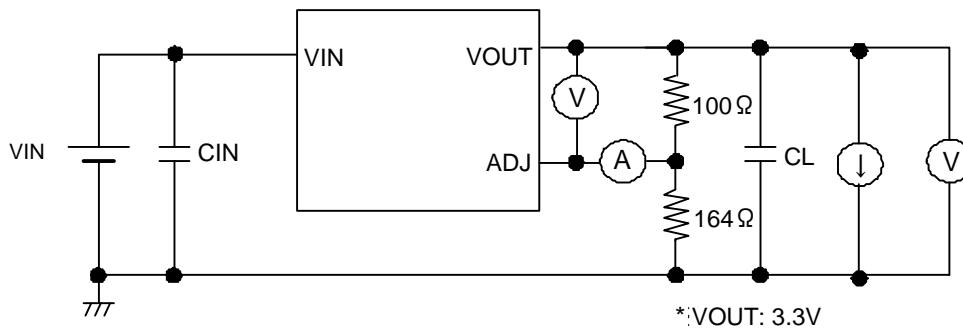 VIN
VOUT
V
100Ω
VIN
CIN
ADJ
A
CL
↓
V
164Ω
*VOUT: 3.3V